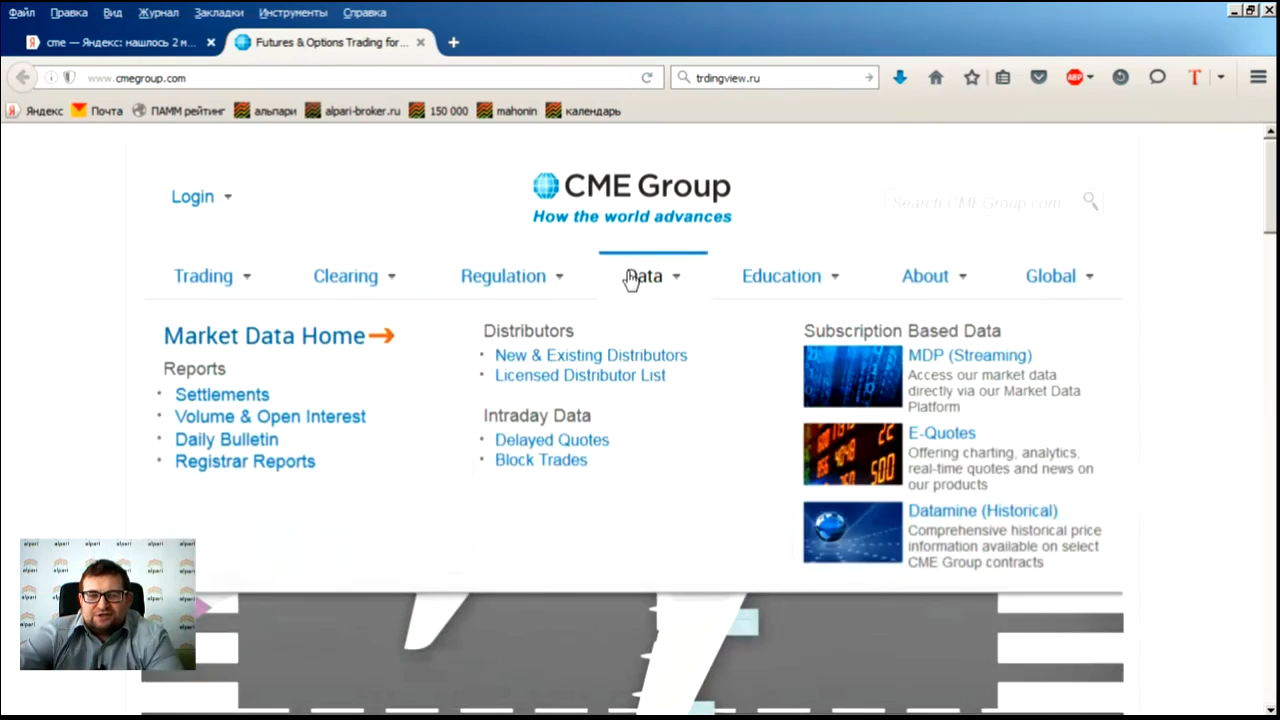 Файл Правка Вид Журнал Закладки Инструменты Справка
cme — Яндекс: нашлось 2 м... Futures & Options Trading for...
www.cmegroup.com trdingview.ru
Яндекс Почта ПАММ рейтинг альпари alpari-broker.ru 150 000 mahonin календарь
CME Group
How the world advances
Login
Search CME Group.com
Trading Clearing Regulation Data Education About Global
Market Data Home
Reports
Settlements
Volume & Open Interest
Daily Bulletin
Registrar Reports
Distributors
New & Existing Distributors
Licensed Distributor List
Intraday Data
Delayed Quotes
Block Trades
Subscription Based Data
MDP (Streaming)
Access our market data
directly via our Market Data
Platform
E-Quotes
Offering charting, analytics,
real-time quotes and news on
our products
Datamine (Historical)
Comprehensive historical price
information available on select
CME Group contracts